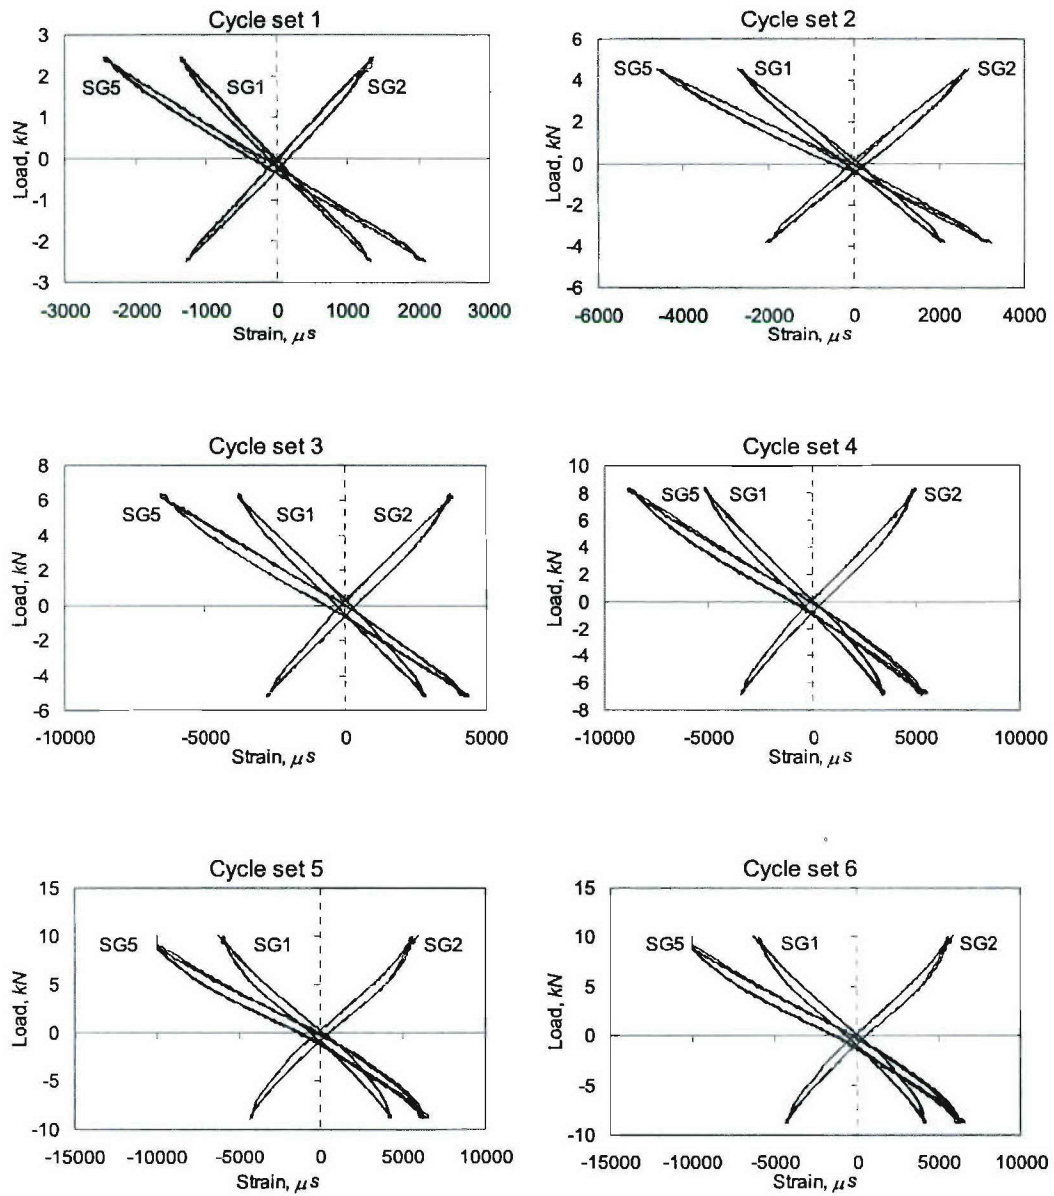 Cycle set 1
3
2
1
0
-1
-2
-3
Load, kN
SG5
SG1
SG2
-3000 -2000 -1000 0 1000 2000 3000
Strain, μs
Cycle set 2
6
4
2
0
-2
-4
-6
Load, kN
SG5
SG1
SG2
-6000 -4000 -2000 0 2000 4000
Strain, μs
Cycle set 3
8
6
4
2
0
-2
-4
-6
Load, kN
SG5
SG1
SG2
-10000 -5000 0 5000
Strain, μs
Cycle set 4
10
8
6
4
2
0
-2
-4
-6
-8
Load, kN
SG5
SG1
SG2
-10000 -5000 0 5000 10000
Strain, μs
Cycle set 5
15
10
5
0
-5
-10
Load, kN
SG5
SG1
SG2
-15000 -10000 -5000 0 5000 10000
Strain, μs
Cycle set 6
15
10
5
0
-5
-10
Load, kN
SG5
SG1
SG2
-15000 -10000 -5000 0 5000 10000
Strain, μs